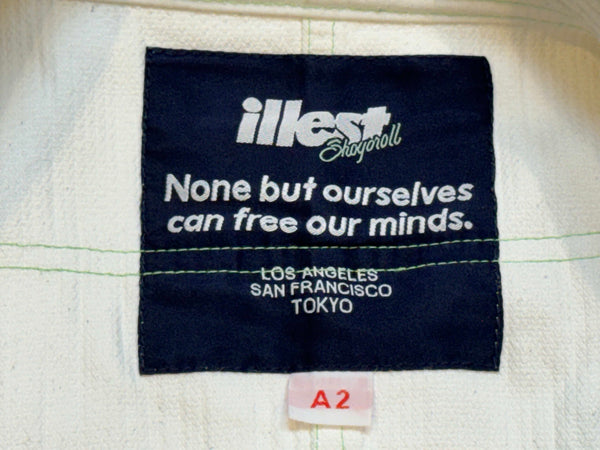 illest
Shoyoroll
None but ourselves
can free our minds.
LOS ANGELES
SAN FRANCISCO
TOKYO
A2